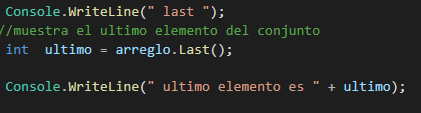 Console.WriteLine(" last ");
//muestra el ultimo elemento del conjunto
int  ultimo = arreglo.Last();
Console.WriteLine(" ultimo elemento es " + ultimo);